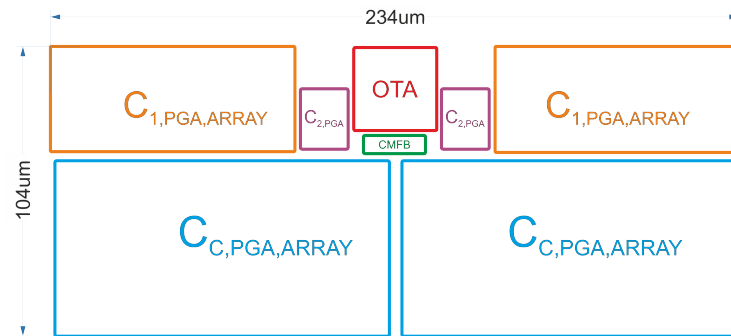 234um
104um
C1,PGA,ARRAY
C2,PGA
OTA
CMFB
C2,PGA
C1,PGA,ARRAY
CC,PGA,ARRAY
CC,PGA,ARRAY